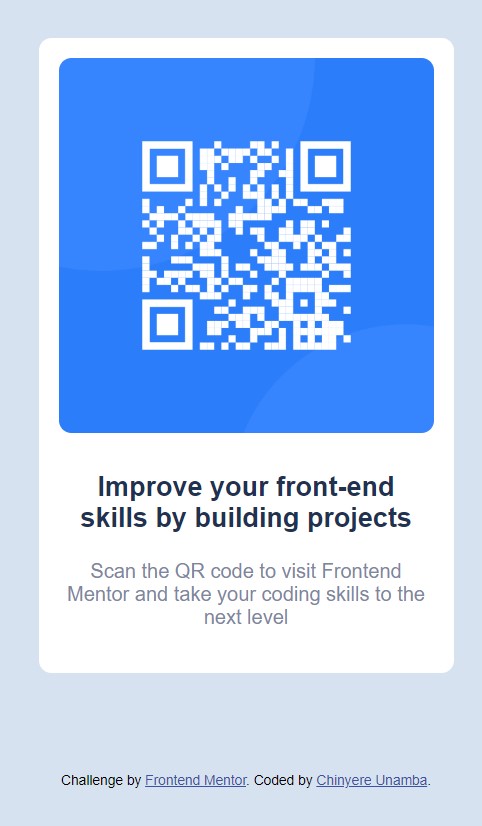 Improve your front-end
skills by building projects
Scan the QR code to visit Frontend
Mentor and take your coding skills to the
next level
Challenge by Frontend Mentor. Coded by Chinyere Unamba.